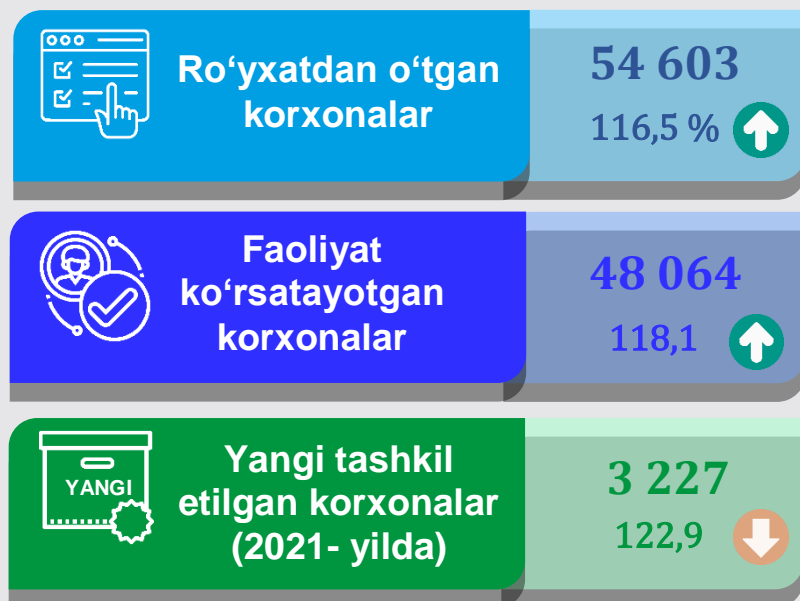 Ro‘yxatdan o‘tgan
korxonalar
54 603
116,5 %
Faoliyat
ko‘rsatayotgan
korxonalar
48 064
118,1
YANGI
Yangi tashkil
etilgan korxonalar
(2021- yilda)
3 227
122,9